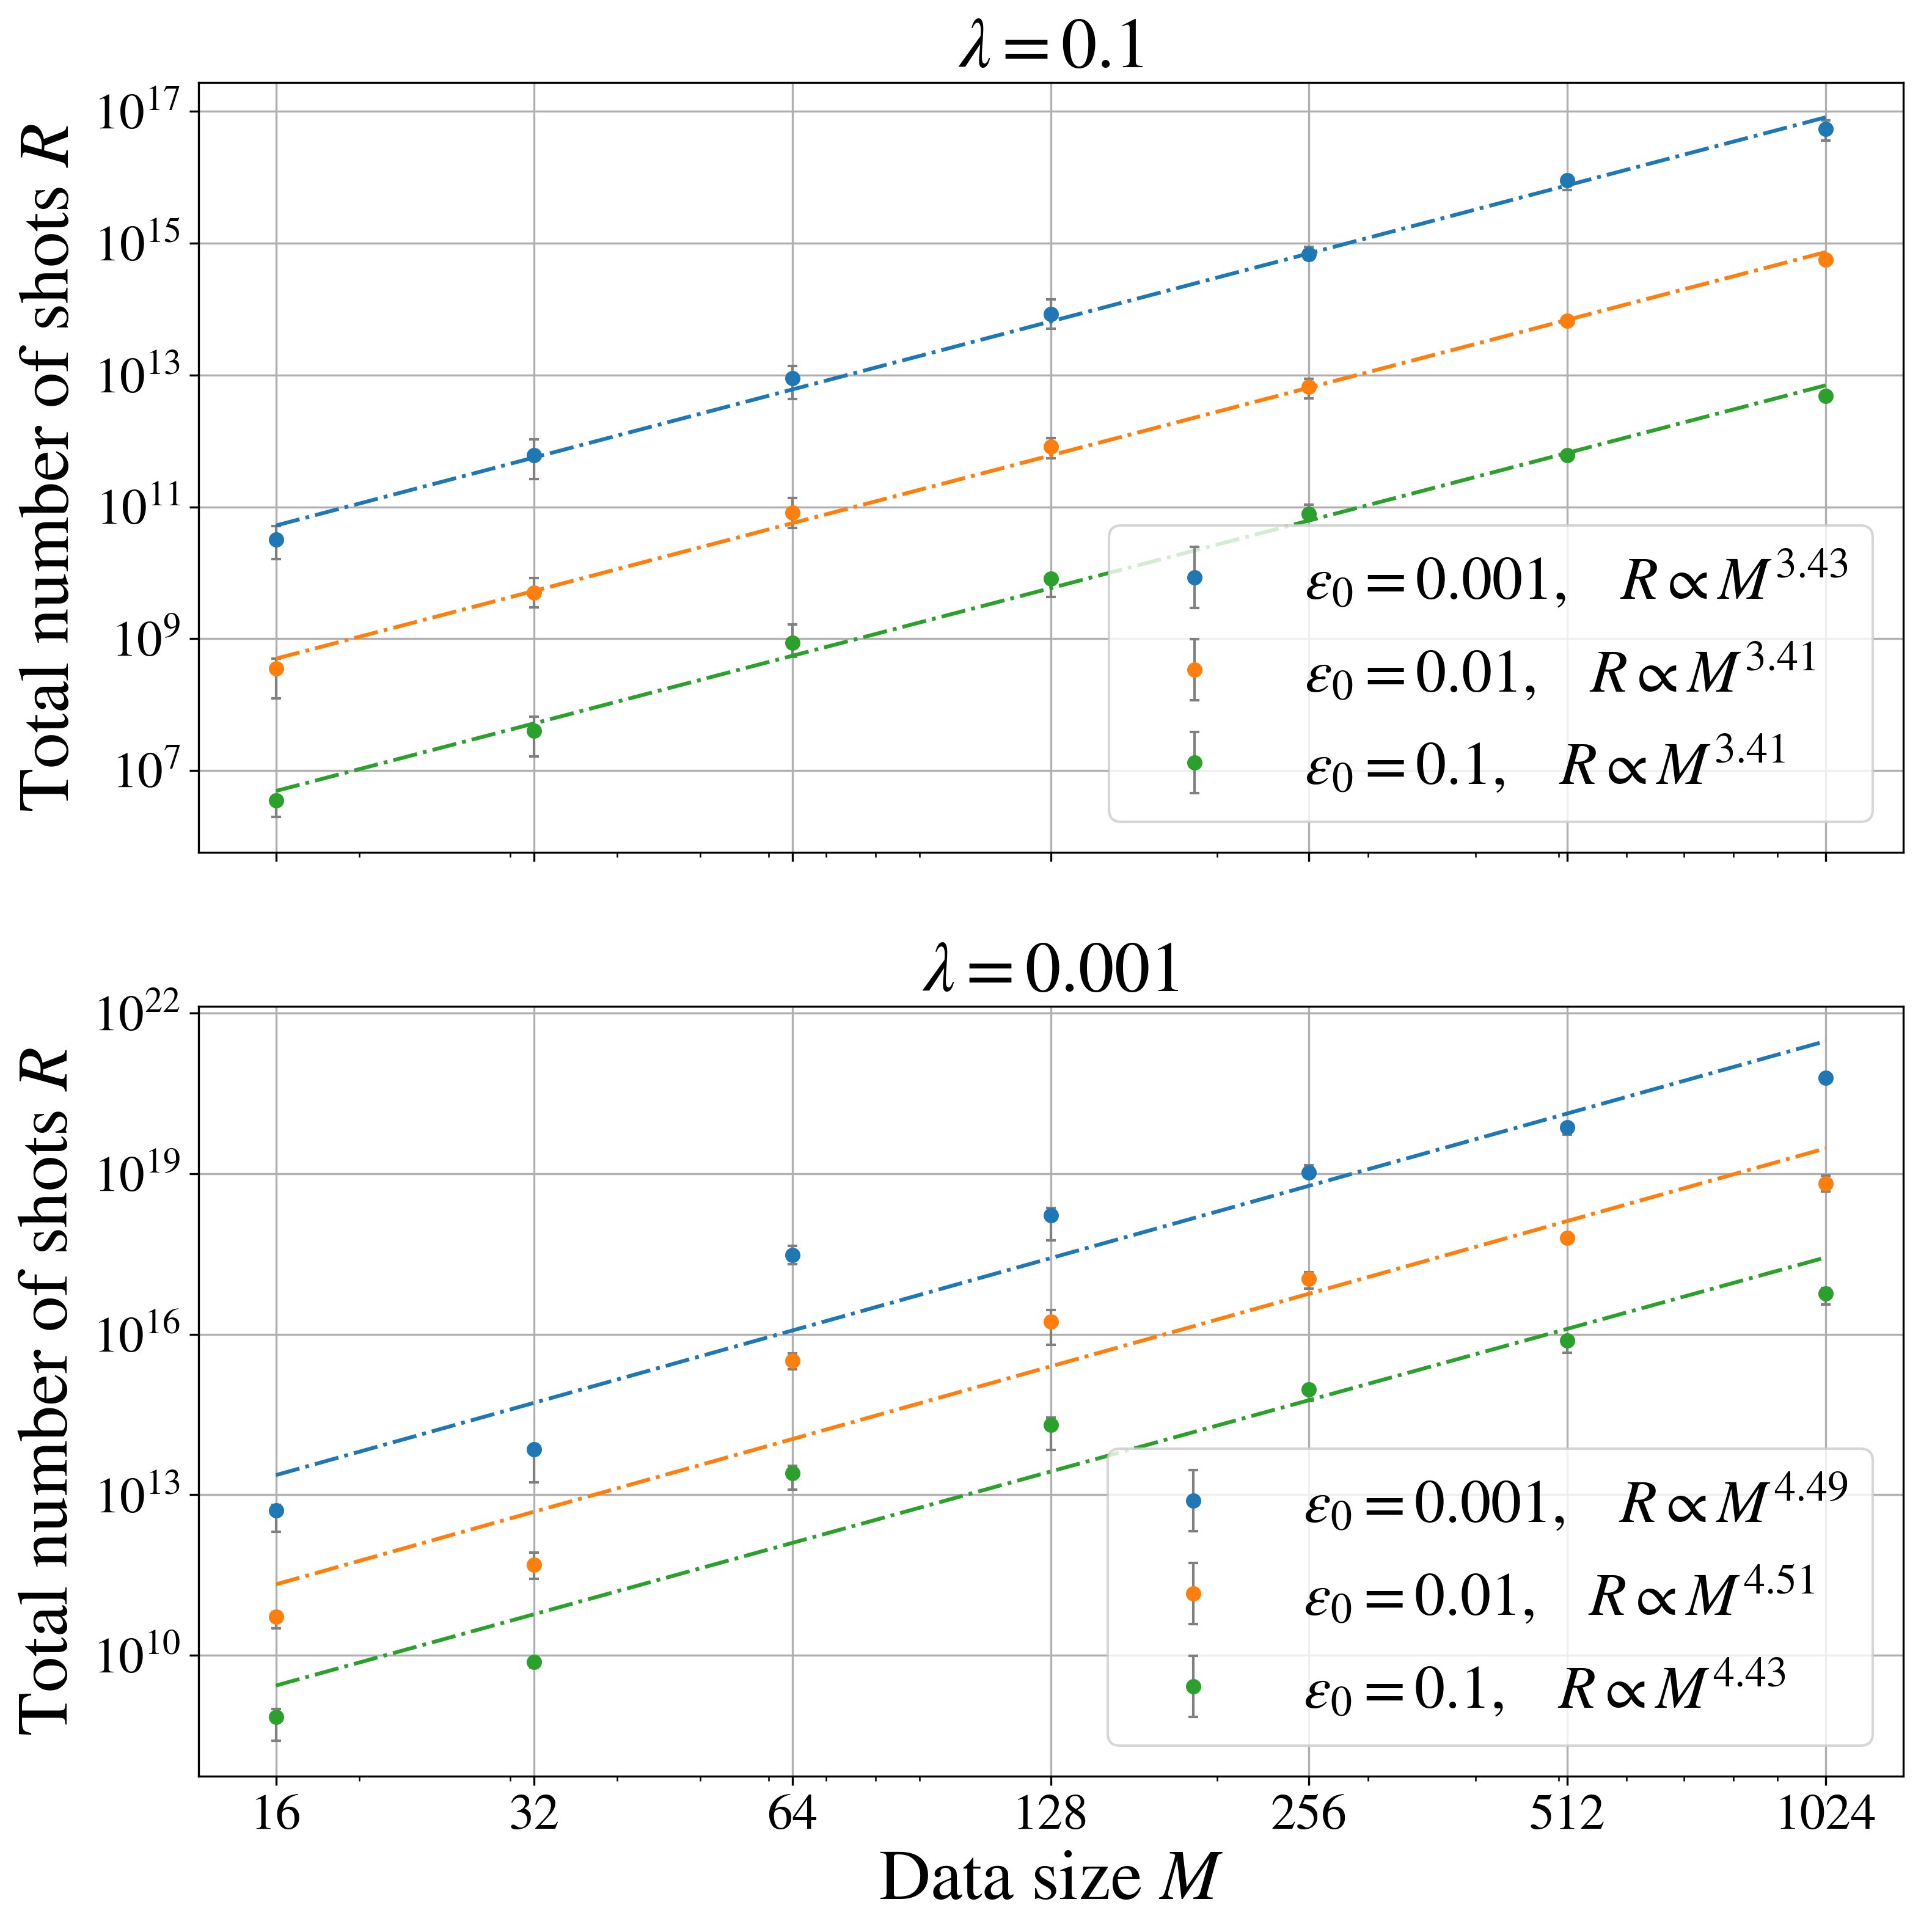 λ = 0.1
Total number of shots R
10^17
10^15
10^13
10^11
10^9
10^7
ε₀ = 0.001, R ∝ M^3.43
ε₀ = 0.01, R ∝ M^3.41
ε₀ = 0.1, R ∝ M^3.41
λ = 0.001
Total number of shots R
10^22
10^19
10^16
10^13
10^10
ε₀ = 0.001, R ∝ M^4.49
ε₀ = 0.01, R ∝ M^4.51
ε₀ = 0.1, R ∝ M^4.43
16 32 64 128 256 512 1024
Data size M